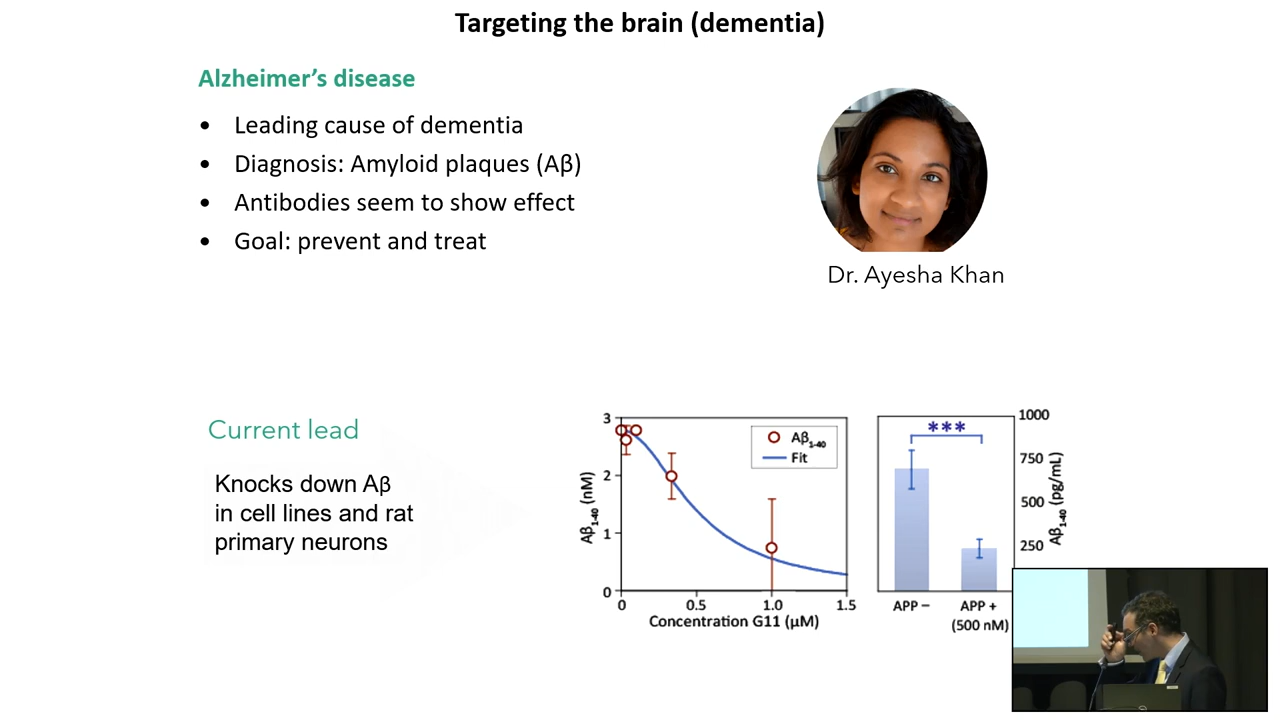 Targeting the brain (dementia)
Alzheimer's disease
• Leading cause of dementia
• Diagnosis: Amyloid plaques (Aβ)
• Antibodies seem to show effect
• Goal: prevent and treat
Dr. Ayesha Khan
Current lead
Knocks down Aβ
in cell lines and rat
primary neurons
3
2
1
0
Aβ1-40 (nM)
Aβ1-40
Fit
0 0.5 1.0 1.5
Concentration G11 (μM)
***
1000
750
500
250
Aβ1-40 (pg/mL)
APP – APP +
(500 nM)